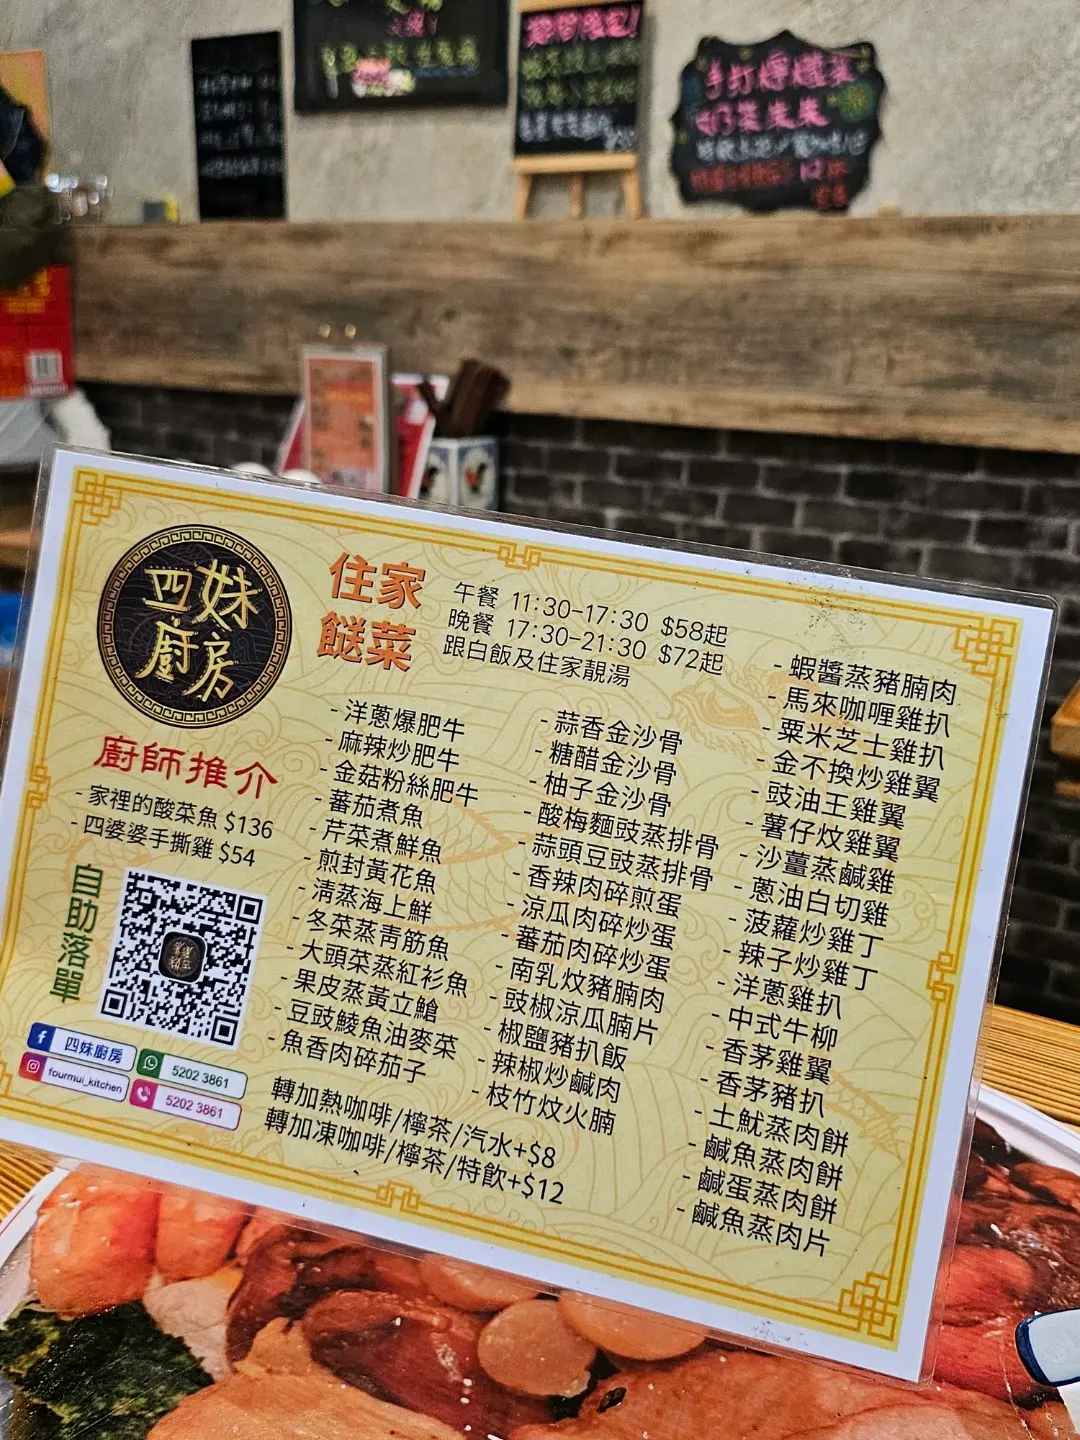 手打檸檬茶
四妹
廚房
住家
餸菜
午餐 11:30-17:30 $58起
晚餐 17:30-21:30 $72起
跟白飯及住家靚湯
廚師推介
- 家裡的酸菜魚 $136
- 四婆婆手撕雞 $54
自助落單
四妹廚房
5202 3861
fourmui_kitchen
5202 3861
- 洋蔥爆肥牛
- 麻辣炒肥牛
- 金菇粉絲肥牛
- 蕃茄煮魚
- 芹菜煮鮮魚
- 煎封黃花魚
- 清蒸海上鮮
- 冬菜蒸青筋魚
- 大頭菜蒸紅衫魚
- 果皮蒸黃立鯧
- 豆豉鯪魚油麥菜
- 魚香肉碎茄子
- 蒜香金沙骨
- 糖醋金沙骨
- 柚子金沙骨
- 酸梅麵豉蒸排骨
- 蒜頭豆豉蒸排骨
- 香辣肉碎煎蛋
- 涼瓜肉碎炒蛋
- 蕃茄肉碎炒蛋
- 南乳炆豬腩肉
- 豉椒涼瓜腩片
- 椒鹽豬扒飯
- 辣椒炒鹹肉
- 枝竹炆火腩
- 蝦醬蒸豬腩肉
- 馬來咖喱雞扒
- 粟米芝士雞扒
- 金不換炒雞翼
- 豉油王雞翼
- 薯仔炆雞翼
- 沙薑蒸鹹雞
- 蔥油白切雞
- 菠蘿炒雞丁
- 辣子炒雞丁
- 洋蔥雞扒
- 中式牛柳
- 香茅雞翼
- 香茅豬扒
- 土魷蒸肉餅
- 鹹魚蒸肉餅
- 鹹蛋蒸肉餅
- 鹹魚蒸肉片
轉加熱咖啡/檸茶/汽水+$8
轉加凍咖啡/檸茶/特飲+$12